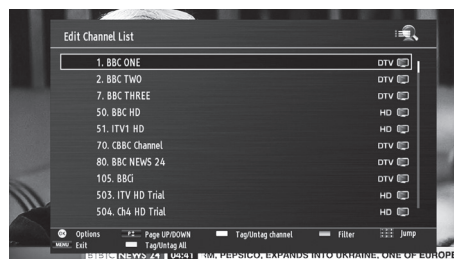 Edit Channel List
1. BBC ONE DTV
2. BBC TWO DTV
7. BBC THREE DTV
50. BBC HD HD
51. ITV1 HD HD
70. CBBC Channel DTV
80. BBC NEWS 24 DTV
105. BBCi DTV
503. ITV HD Trial HD
504. Ch4 HD Trial HD
OK Options P± Page UP/DOWN Tag/Untag channel Filter Jump
MENU Exit Tag/Untag All
BBC NEWS 24 04:41 PEPSICO, EXPANDS INTO UKRAINE, ONE OF EUROPE